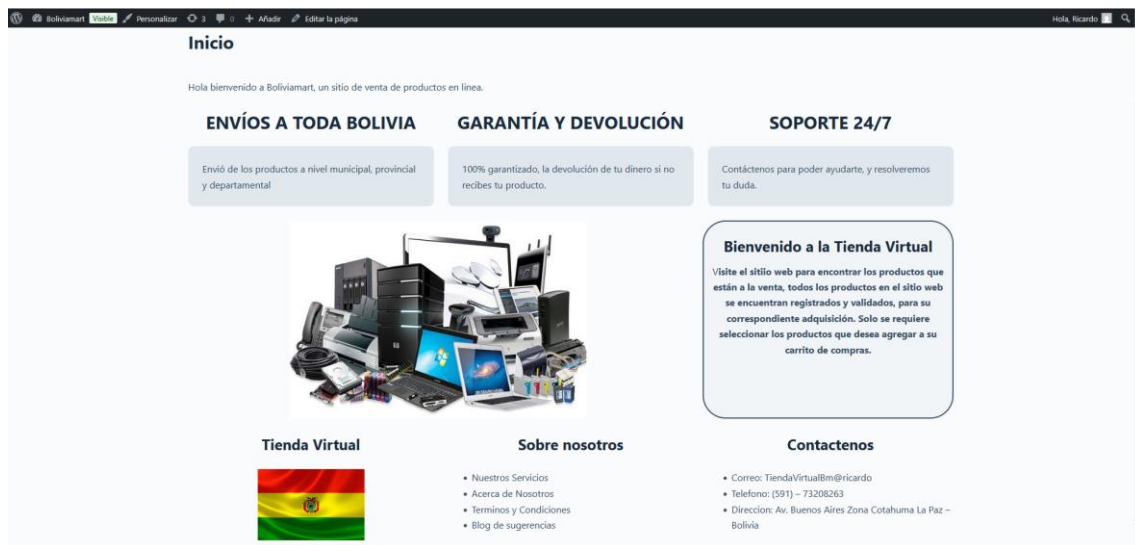 Boliviamart Visible Personalizar 3 0 Añadir Editar la página Hola, Ricardo
Inicio
Hola bienvenido a Boliviamart, un sitio de venta de productos en línea.
ENVÍOS A TODA BOLIVIA
Envió de los productos a nivel municipal, provincial
y departamental
GARANTÍA Y DEVOLUCIÓN
100% garantizado, la devolución de tu dinero si no
recibes tu producto.
SOPORTE 24/7
Contáctenos para poder ayudarte, y resolveremos
tu duda.
Bienvenido a la Tienda Virtual
Visite el sitiio web para encontrar los productos que
están a la venta, todos los productos en el sitio web
se encuentran registrados y validados, para su
correspondiente adquisición. Solo se requiere
seleccionar los productos que desea agregar a su
carrito de compras.
Tienda Virtual
Sobre nosotros
• Nuestros Servicios
• Acerca de Nosotros
• Terminos y Condiciones
• Blog de sugerencias
Contactenos
• Correo: TiendaVirtualBm@ricardo
• Telefono: (591) – 73208263
• Direccion: Av. Buenos Aires Zona Cotahuma La Paz –
Bolivia